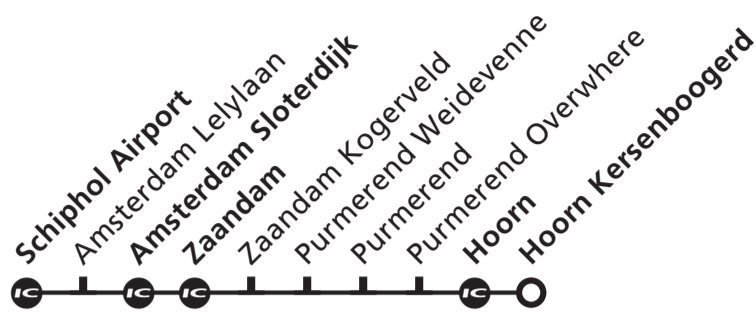 Schiphol Airport
Amsterdam Lelylaan
Amsterdam Sloterdijk
Zaandam
Zaandam Kogerveld
Purmerend Weidevenne
Purmerend
Purmerend Overwhere
Hoorn
Hoorn Kersenboogerd
IC
IC
IC
IC